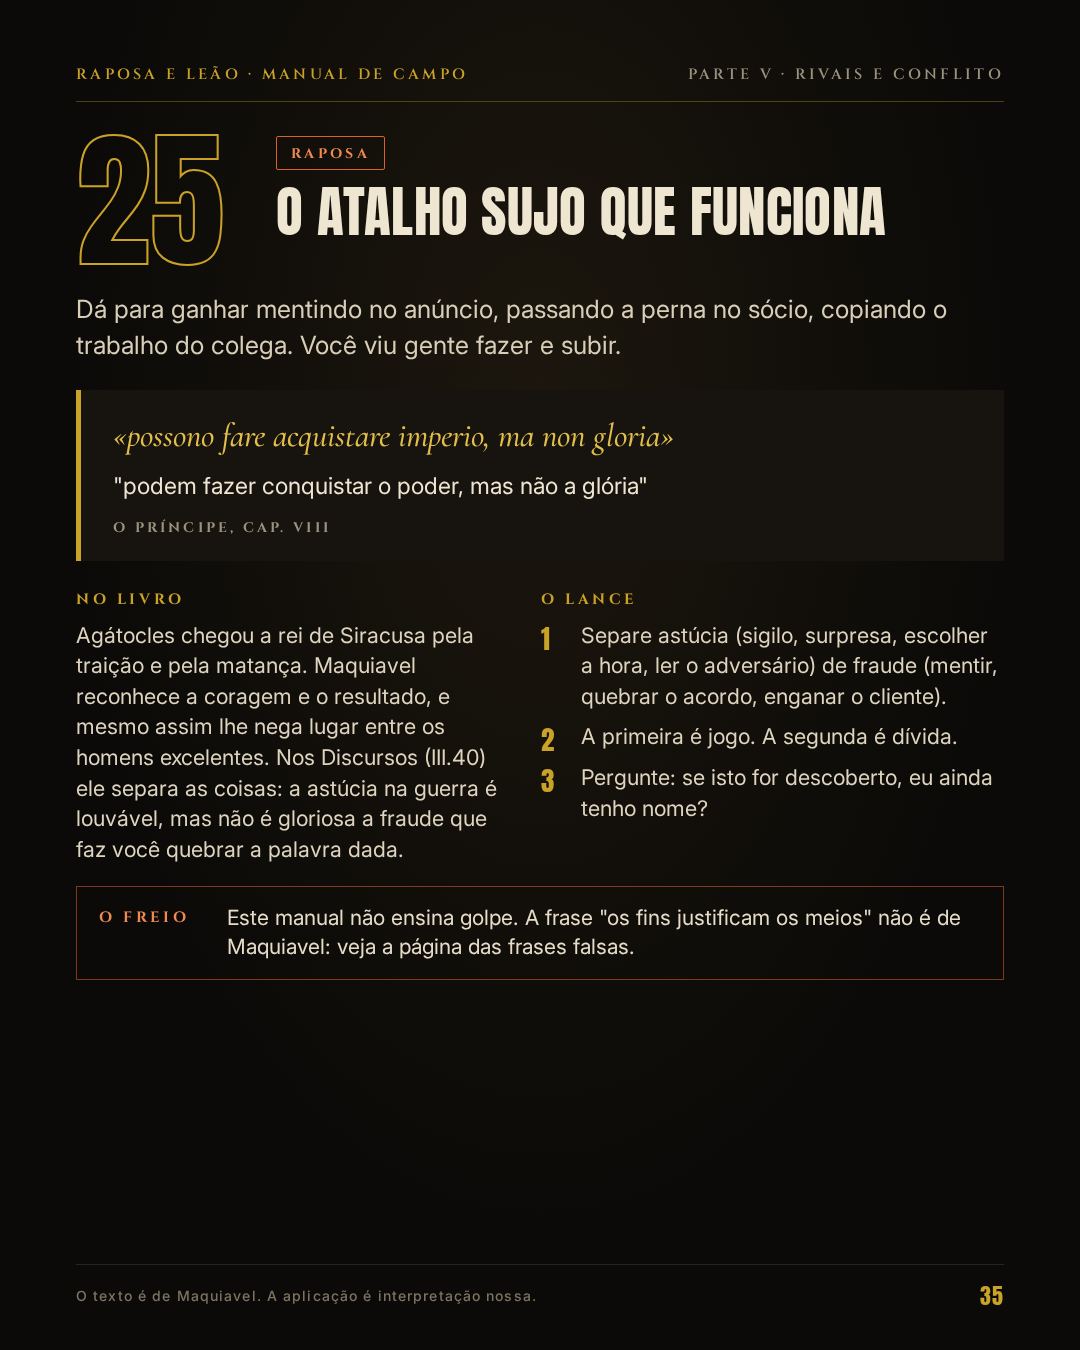 RAPOSA E LEÃO · MANUAL DE CAMPO
PARTE V · RIVAIS E CONFLITO
25
RAPOSA
O ATALHO SUJO QUE FUNCIONA
Dá para ganhar mentindo no anúncio, passando a perna no sócio, copiando o
trabalho do colega. Você viu gente fazer e subir.
«possono fare acquistare imperio, ma non gloria»
"podem fazer conquistar o poder, mas não a glória"
O PRÍNCIPE, CAP. VIII
NO LIVRO
Agátocles chegou a rei de Siracusa pela
traição e pela matança. Maquiavel
reconhece a coragem e o resultado, e
mesmo assim lhe nega lugar entre os
homens excelentes. Nos Discursos (III.40)
ele separa as coisas: a astúcia na guerra é
louvável, mas não é gloriosa a fraude que
faz você quebrar a palavra dada.
O LANCE
1 Separe astúcia (sigilo, surpresa, escolher
a hora, ler o adversário) de fraude (mentir,
quebrar o acordo, enganar o cliente).
2 A primeira é jogo. A segunda é dívida.
3 Pergunte: se isto for descoberto, eu ainda
tenho nome?
O FREIO
Este manual não ensina golpe. A frase "os fins justificam os meios" não é de
Maquiavel: veja a página das frases falsas.
O texto é de Maquiavel. A aplicação é interpretação nossa.
35